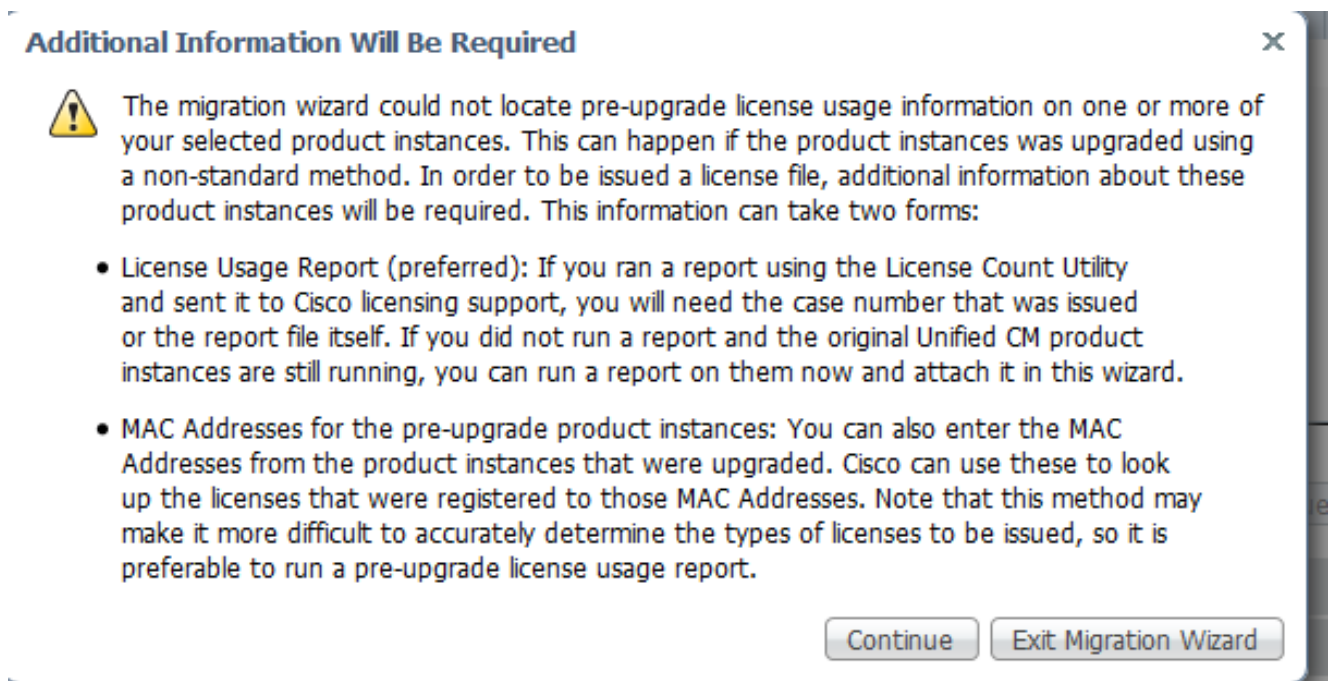 Additional Information Will Be Required
The migration wizard could not locate pre-upgrade license usage information on one or more of
your selected product instances. This can happen if the product instances was upgraded using
a non-standard method. In order to be issued a license file, additional information about these
product instances will be required. This information can take two forms:
• License Usage Report (preferred): If you ran a report using the License Count Utility
and sent it to Cisco licensing support, you will need the case number that was issued
or the report file itself. If you did not run a report and the original Unified CM product
instances are still running, you can run a report on them now and attach it in this wizard.
• MAC Addresses for the pre-upgrade product instances: You can also enter the MAC
Addresses from the product instances that were upgraded. Cisco can use these to look
up the licenses that were registered to those MAC Addresses. Note that this method may
make it more difficult to accurately determine the types of licenses to be issued, so it is
preferable to run a pre-upgrade license usage report.
Continue Exit Migration Wizard